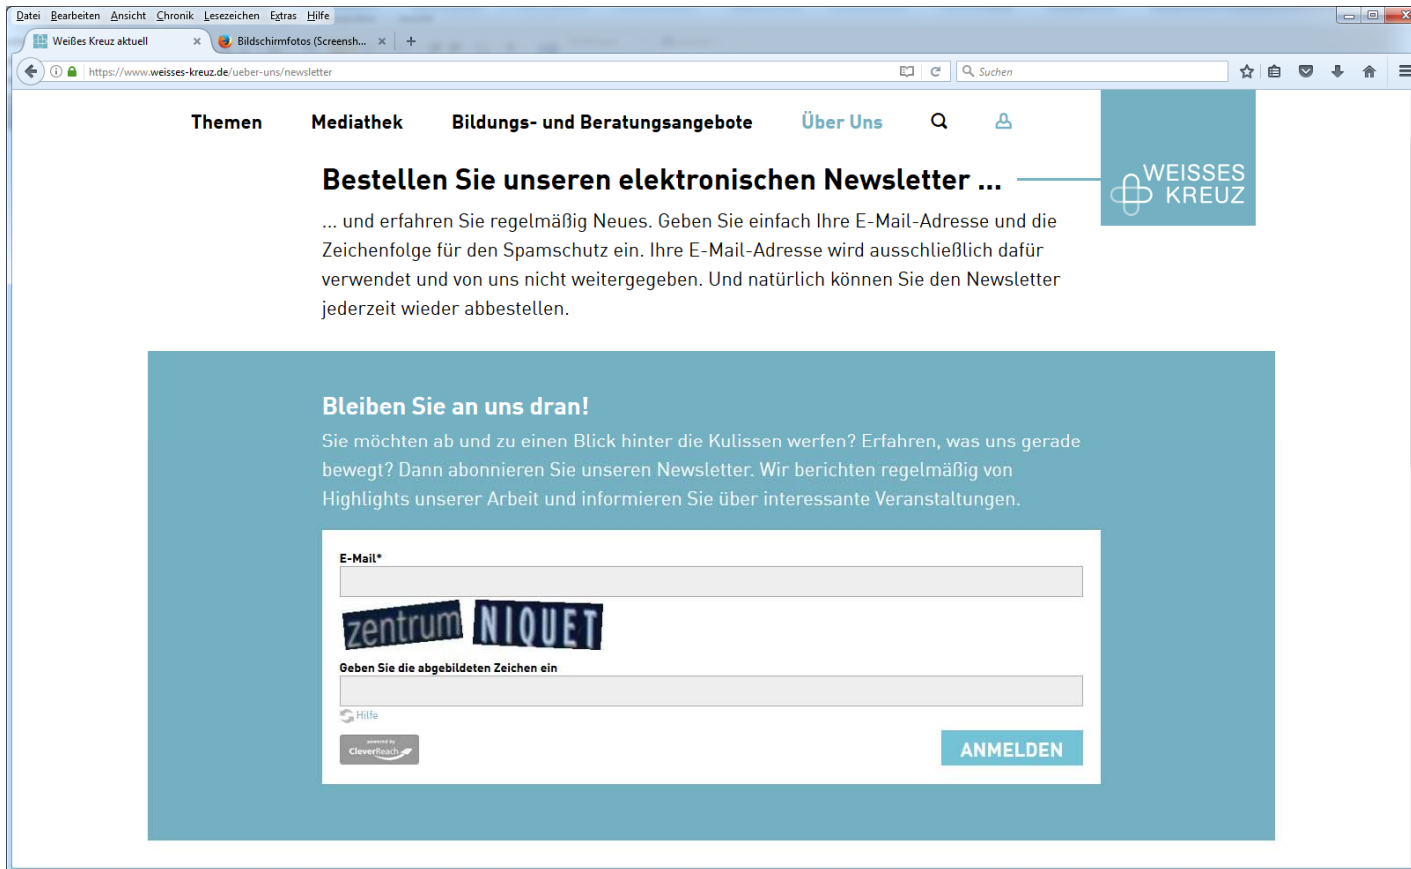 Datei Bearbeiten Ansicht Chronik Lesezeichen Extras Hilfe
Weißes Kreuz aktuell Bildschirmfotos (Screensh...
https://www.weisses-kreuz.de/ueber-uns/newsletter Suchen
Themen Mediathek Bildungs- und Beratungsangebote Über Uns
WEISSES
KREUZ
Bestellen Sie unseren elektronischen Newsletter ...
... und erfahren Sie regelmäßig Neues. Geben Sie einfach Ihre E-Mail-Adresse und die
Zeichenfolge für den Spamschutz ein. Ihre E-Mail-Adresse wird ausschließlich dafür
verwendet und von uns nicht weitergegeben. Und natürlich können Sie den Newsletter
jederzeit wieder abbestellen.
Bleiben Sie an uns dran!
Sie möchten ab und zu einen Blick hinter die Kulissen werfen? Erfahren, was uns gerade
bewegt? Dann abonnieren Sie unseren Newsletter. Wir berichten regelmäßig von
Highlights unserer Arbeit und informieren Sie über interessante Veranstaltungen.
E-Mail*
zentrum NIQUET
Geben Sie die abgebildeten Zeichen ein
Hilfe
powered by
CleverReach
ANMELDEN